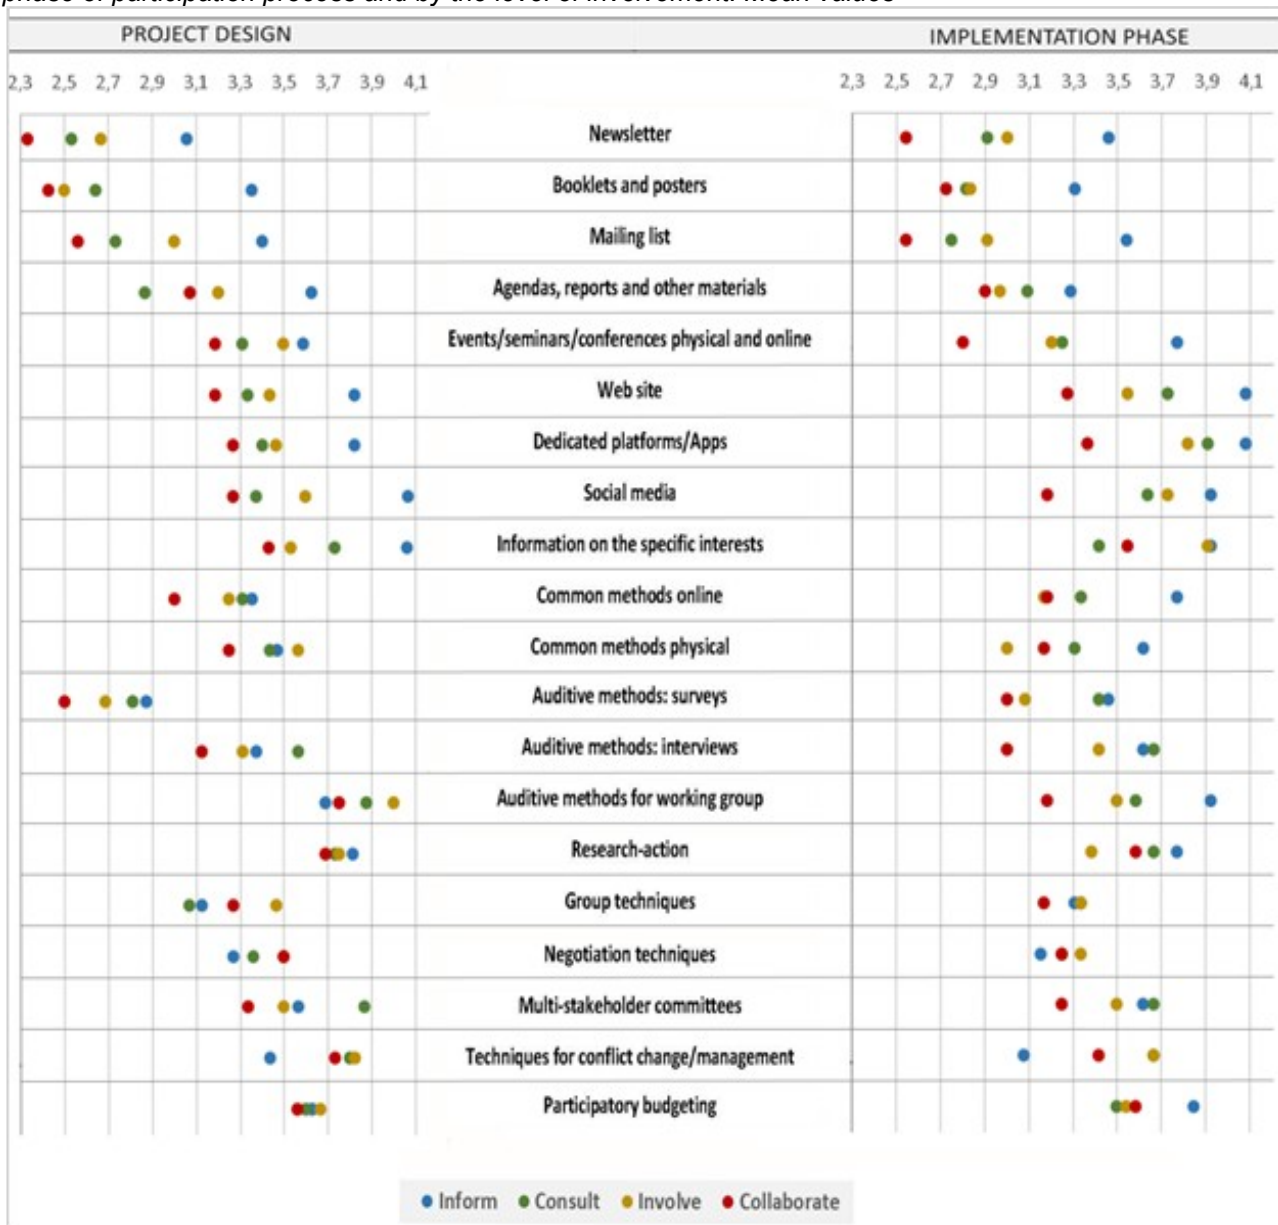 phase of participation process and by the level of involvement. Mean values
PROJECT DESIGN IMPLEMENTATION PHASE
2,3 2,5 2,7 2,9 3,1 3,3 3,5 3,7 3,9 4,1 2,3 2,5 2,7 2,9 3,1 3,3 3,5 3,7 3,9 4,1
Newsletter
Booklets and posters
Mailing list
Agendas, reports and other materials
Events/seminars/conferences physical and online
Web site
Dedicated platforms/Apps
Social media
Information on the specific interests
Common methods online
Common methods physical
Auditive methods: surveys
Auditive methods: interviews
Auditive methods for working group
Research-action
Group techniques
Negotiation techniques
Multi-stakeholder committees
Techniques for conflict change/management
Participatory budgeting
Inform Consult Involve Collaborate